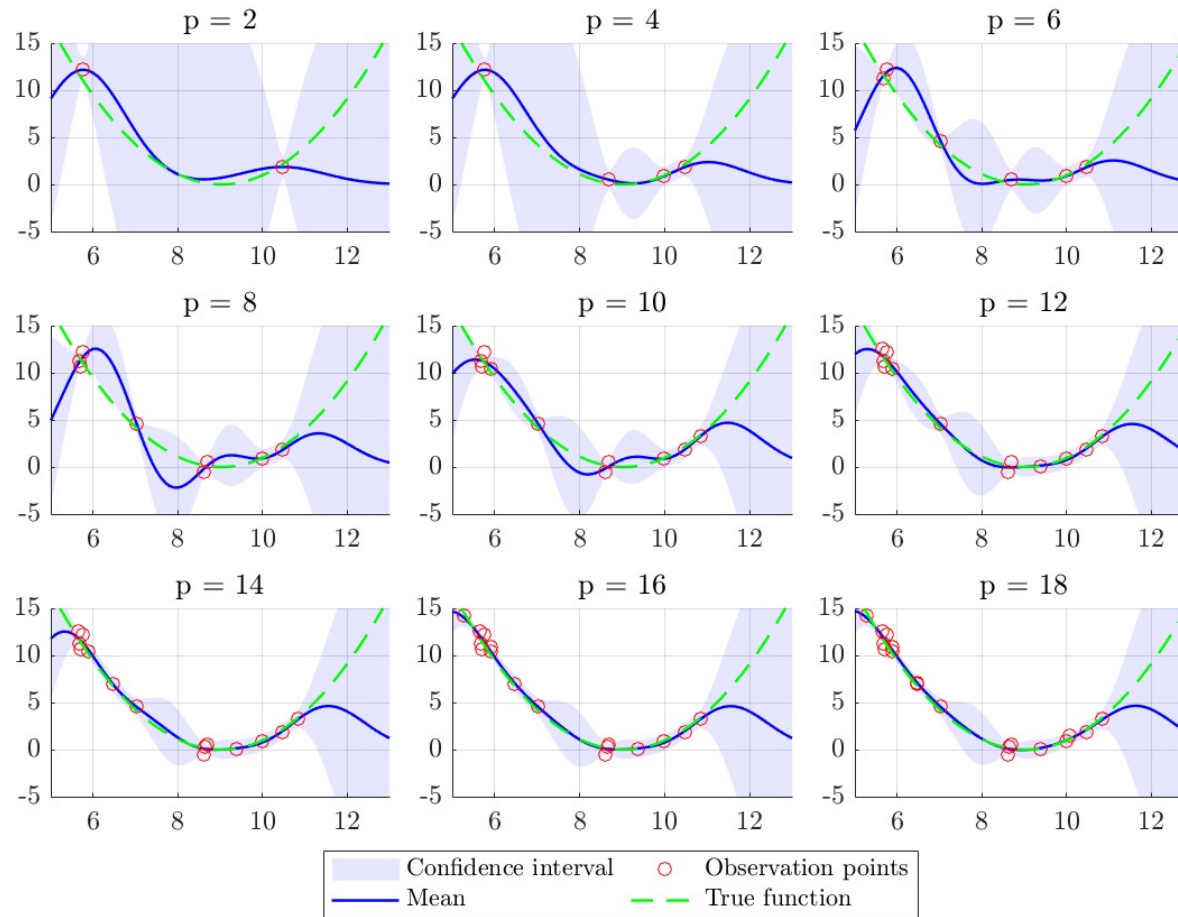 p = 2
p = 4
p = 6
15
10
5
0
-5
6 8 10 12
15
10
5
0
-5
6 8 10 12
15
10
5
0
-5
6 8 10 12
p = 8
p = 10
p = 12
15
10
5
0
-5
6 8 10 12
15
10
5
0
-5
6 8 10 12
15
10
5
0
-5
6 8 10 12
p = 14
p = 16
p = 18
15
10
5
0
-5
6 8 10 12
15
10
5
0
-5
6 8 10 12
15
10
5
0
-5
6 8 10 12
Confidence interval
Observation points
Mean
True function